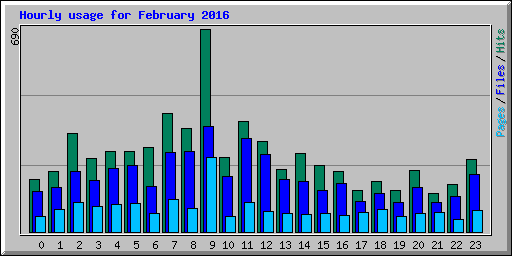 Hourly usage for February 2016
690
Pages / Files / Hits
0 1 2 3 4 5 6 7 8 9 10 11 12 13 14 15 16 17 18 19 20 21 22 23